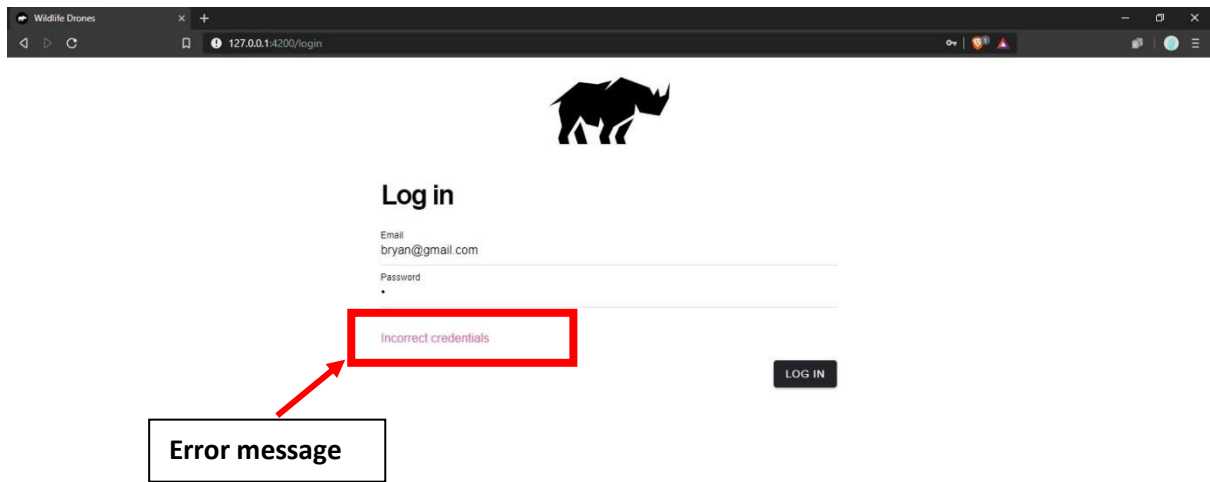 Wildlife Drones
127.0.0.1:4200/login
Log in
Email
bryan@gmail.com
Password
Incorrect credentials
LOG IN
Error message